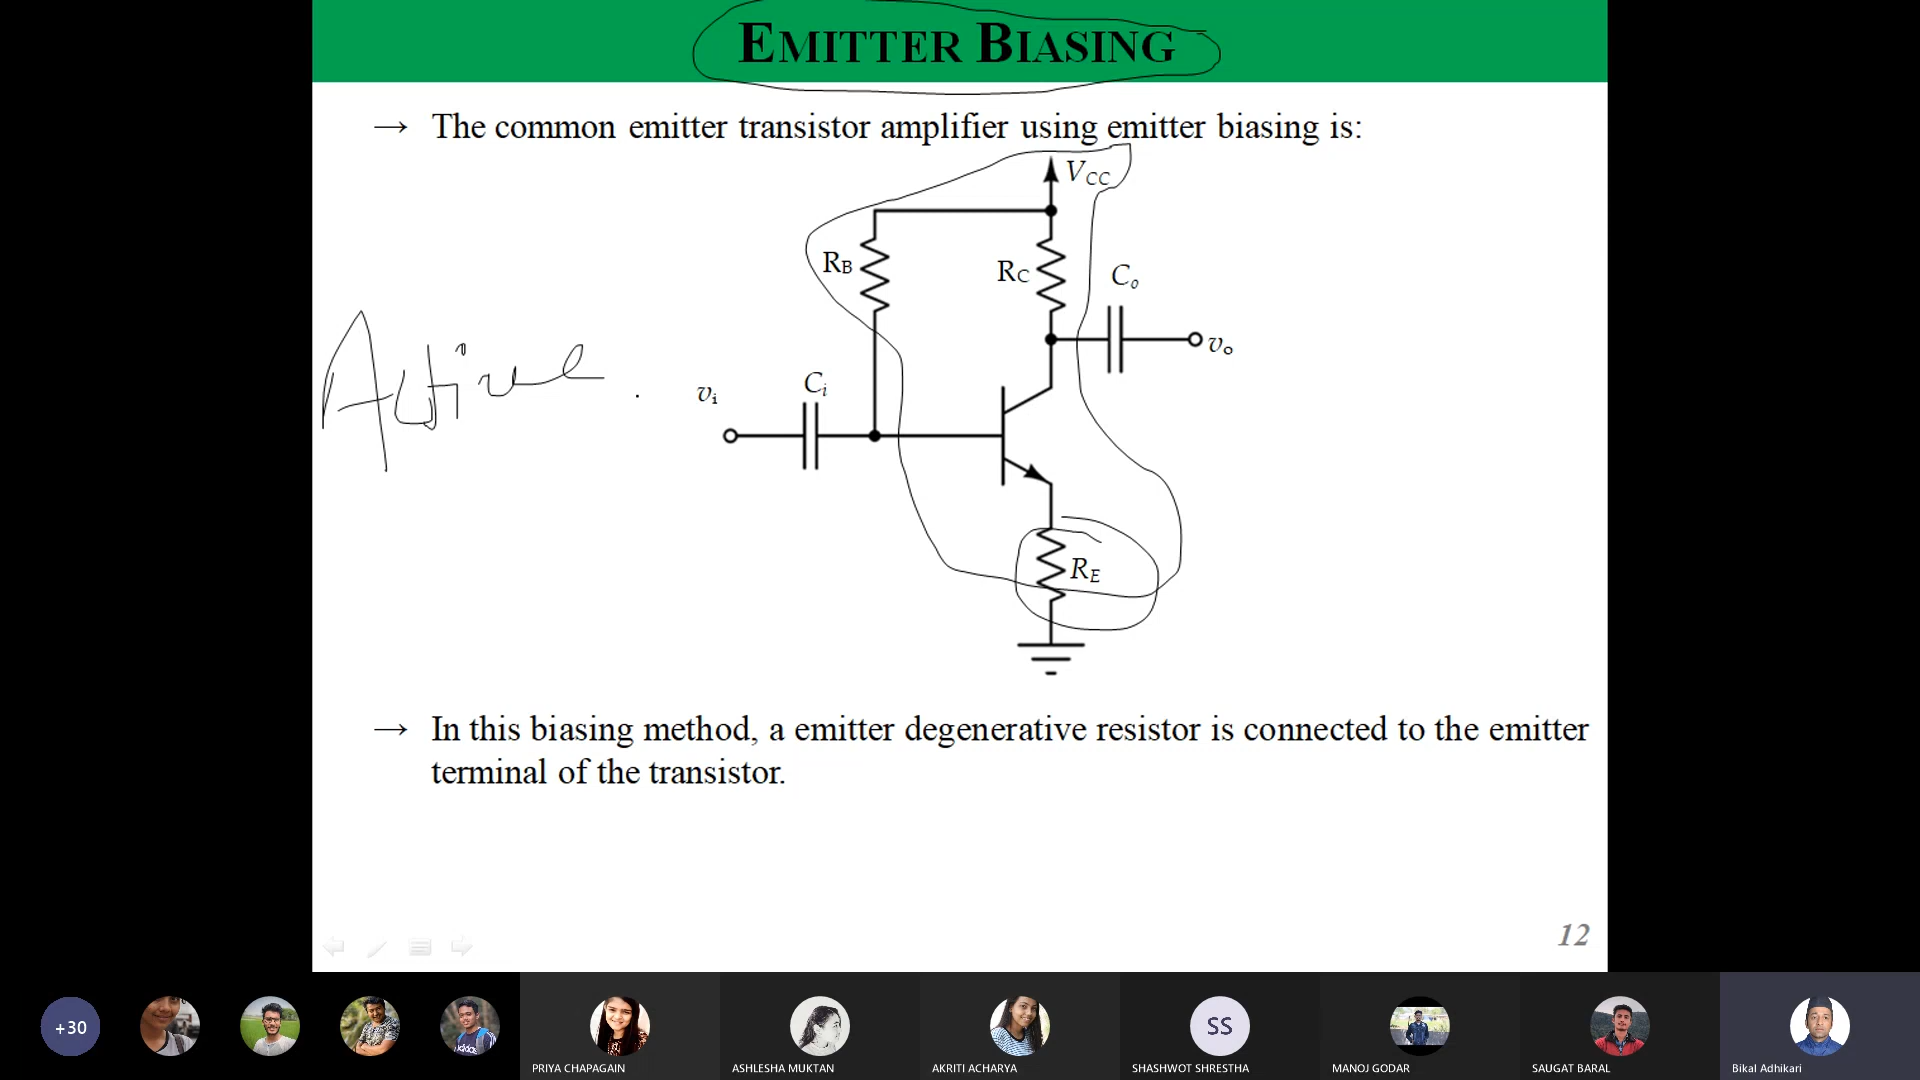 EMITTER BIASING
→ The common emitter transistor amplifier using emitter biasing is:
VCC
RB
RC
Co
vo
Active.
Ci
vi
RE
→ In this biasing method, a emitter degenerative resistor is connected to the emitter
terminal of the transistor.
12
+30
adidas
PRIYA CHAPAGAIN
ASHLESHA MUKTAN
AKRITI ACHARYA
SS
SHASHWOT SHRESTHA
MANOJ GODAR
SAUGAT BARAL
Bikal Adhikari